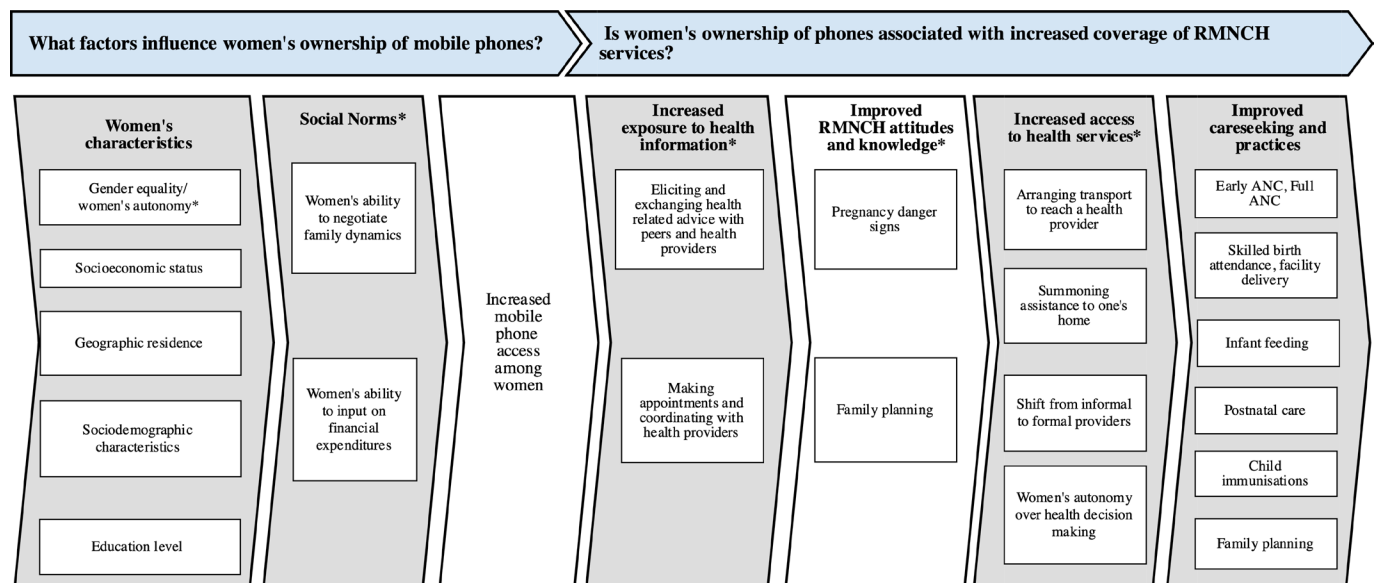 What factors influence women's ownership of mobile phones?
Is women's ownership of phones associated with increased coverage of RMNCH
services?
Women's
characteristics
Gender equality/
women's autonomy*
Socioeconomic status
Geographic residence
Sociodemographic
characteristics
Education level
Social Norms*
Women's ability
to negotiate
family dynamics
Women's ability
to input on
financial
expenditures
Increased
mobile
phone
access
among
women
Increased
exposure to health
information*
Eliciting and
exchanging health
related advice with
peers and health
providers
Making
appointments and
coordinating with
health providers
Improved
RMNCH attitudes
and knowledge*
Pregnancy danger
signs
Family planning
Increased access
to health services*
Arranging transport
to reach a health
provider
Summoning
assistance to one's
home
Shift from informal
to formal providers
Women's autonomy
over health decision
making
Improved
careseeking and
practices
Early ANC, Full
ANC
Skilled birth
attendance, facility
delivery
Infant feeding
Postnatal care
Child
immunisations
Family planning